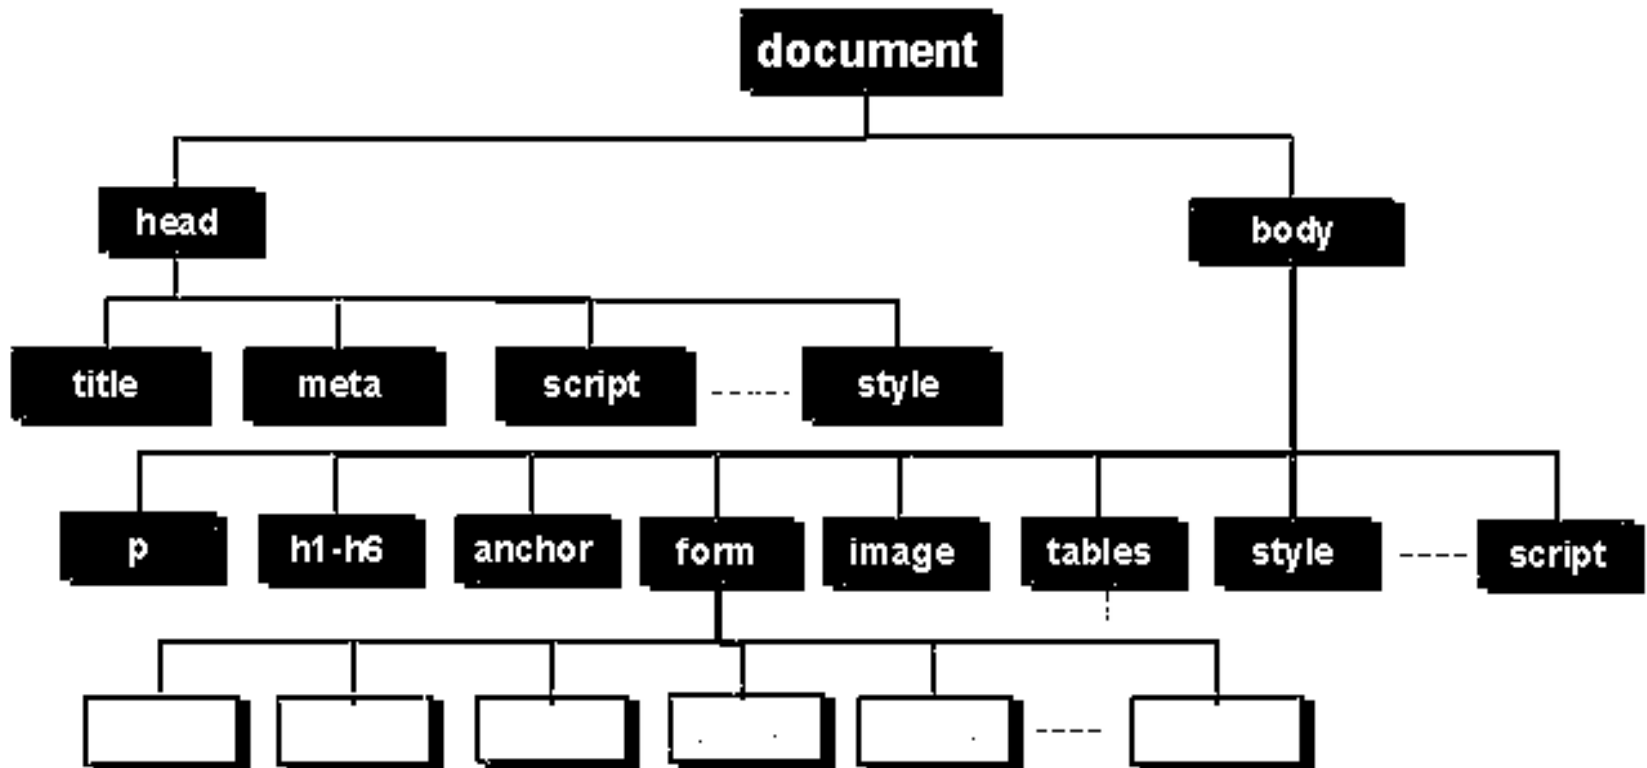 document
head
body
title
meta
script
style
p
h1-h6
anchor
form
image
tables
style
script